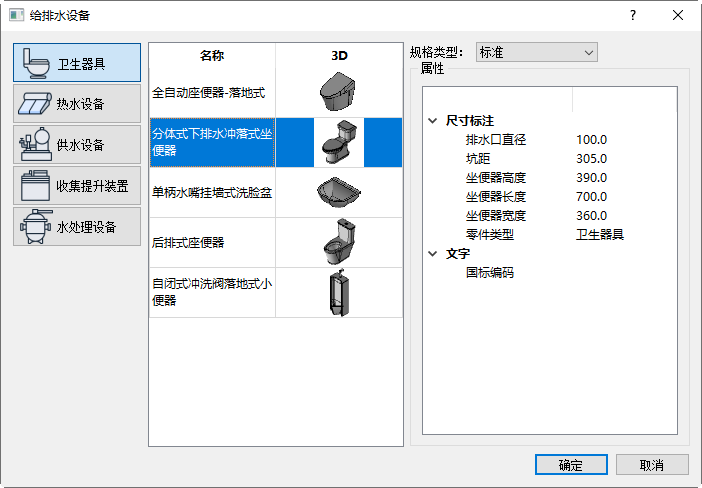 给排水设备
?
卫生器具
热水设备
供水设备
收集提升装置
水处理设备
名称 3D
全自动座便器-落地式
分体式下排水冲落式坐
便器
单柄水嘴挂墙式洗脸盆
后排式座便器
自闭式冲洗阀落地式小
便器
规格类型: 标准
属性
尺寸标注
排水口直径 100.0
坑距 305.0
坐便器高度 390.0
坐便器长度 700.0
坐便器宽度 360.0
零件类型 卫生器具
文字
国标编码
确定 取消